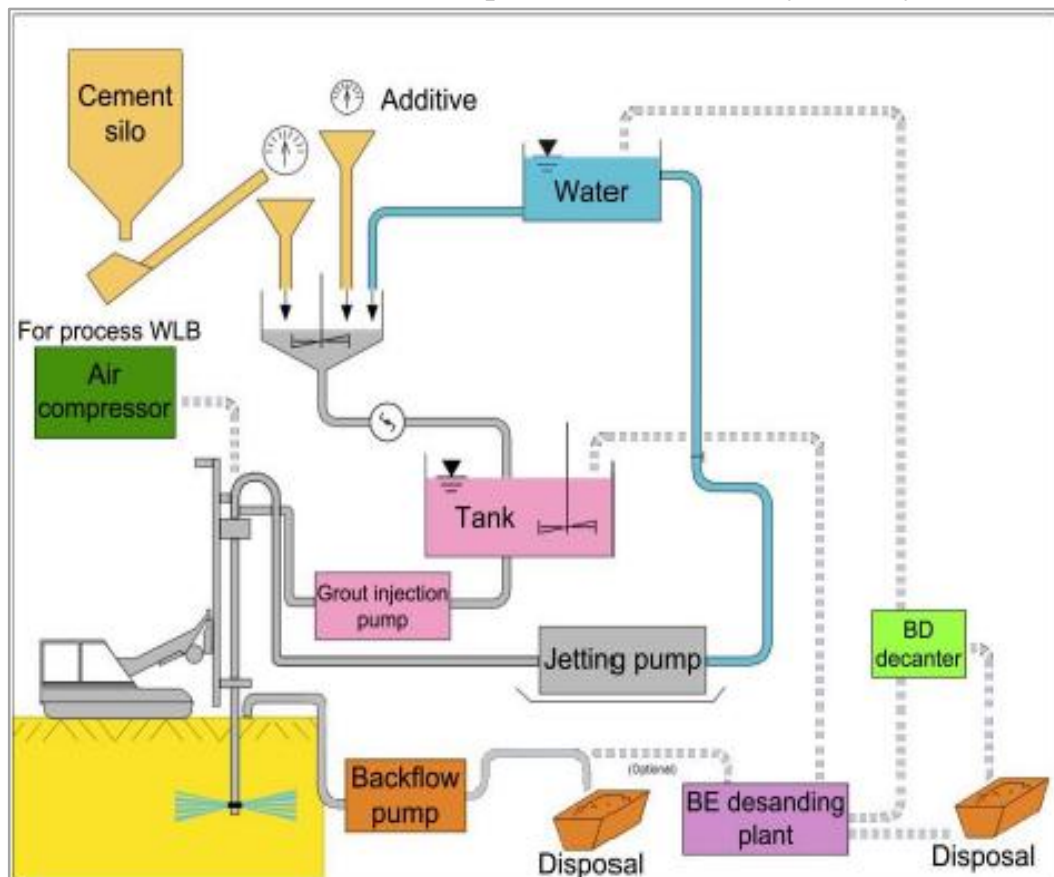 Cement
silo
Additive
Water
For process WLB
Air
compressor
Tank
Grout injection
pump
Jetting pump
BD
decanter
Backflow
pump
(Optional)
BE desanding
plant
Disposal
Disposal